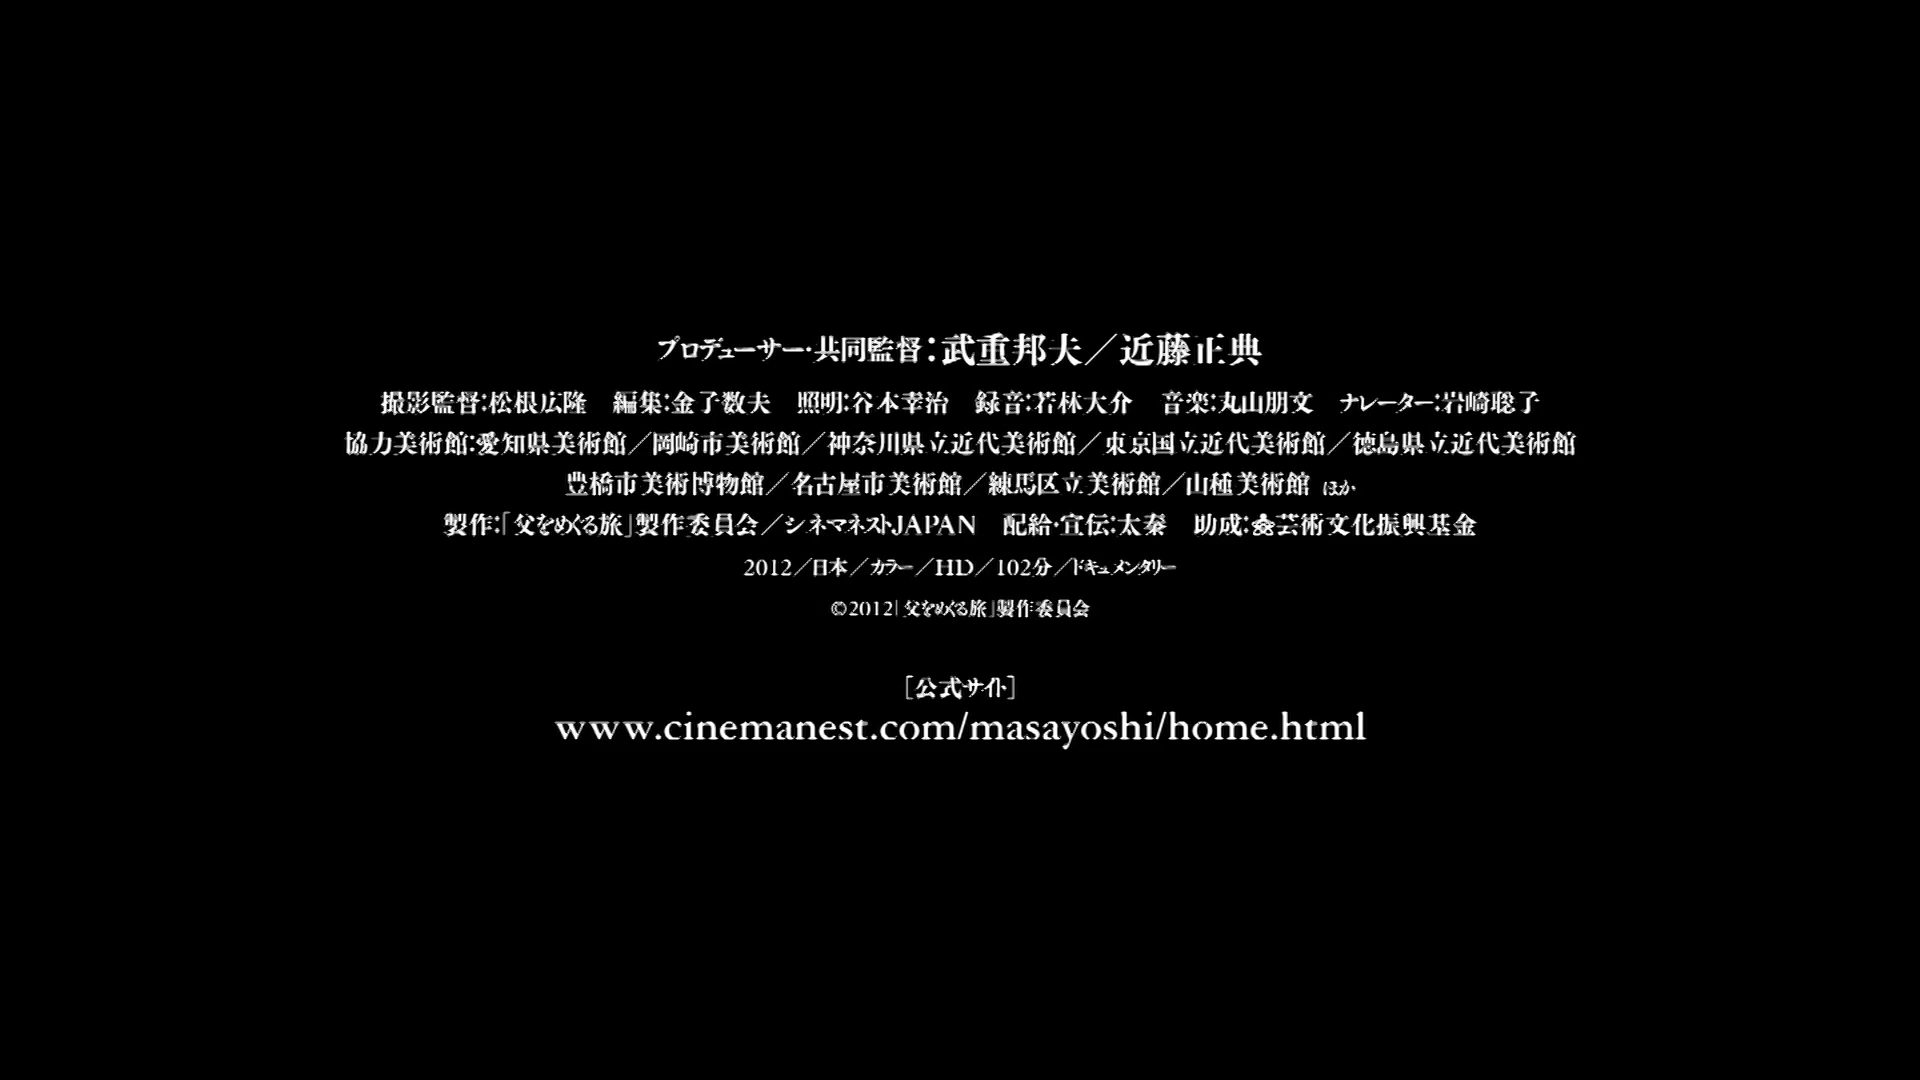 プロデューサー・共同監督：武重邦夫／近藤正典
撮影監督：松根広隆　編集：金子数夫　照明：谷本幸治　録音：若林大介　音楽：丸山朋文　ナレーター：岩崎聡子
協力美術館：愛知県美術館／岡崎市美術館／神奈川県立近代美術館／東京国立近代美術館／徳島県立近代美術館
豊橋市美術博物館／名古屋市美術館／練馬区立美術館／山種美術館 ほか
製作：「父をめぐる旅」製作委員会／シネマネストJAPAN　配給・宣伝：太秦　助成：芸術文化振興基金
2012／日本／カラー／HD／102分／ドキュメンタリー
©2012「父をめぐる旅」製作委員会
［公式サイト］
www.cinemanest.com/masayoshi/home.html